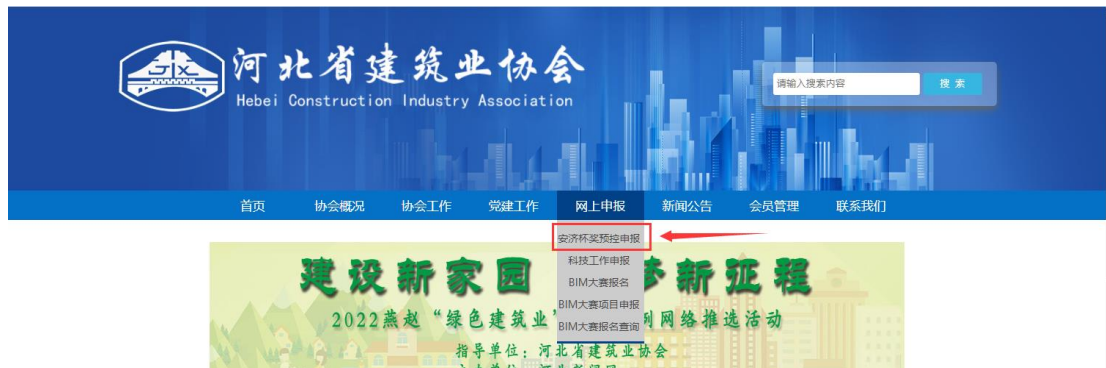 河北省建筑业协会
Hebei Construction Industry Association
请输入搜索内容
搜 索
首页 协会概况 协会工作 党建工作 网上申报 新闻公告 会员管理 联系我们
安济杯奖预控申报
科技工作申报
BIM大赛报名
BIM大赛项目申报
BIM大赛报名查询
建设新家园 新征程
2022燕赵“绿色建筑业” 网络推选活动
指导单位：河北省建筑业协会